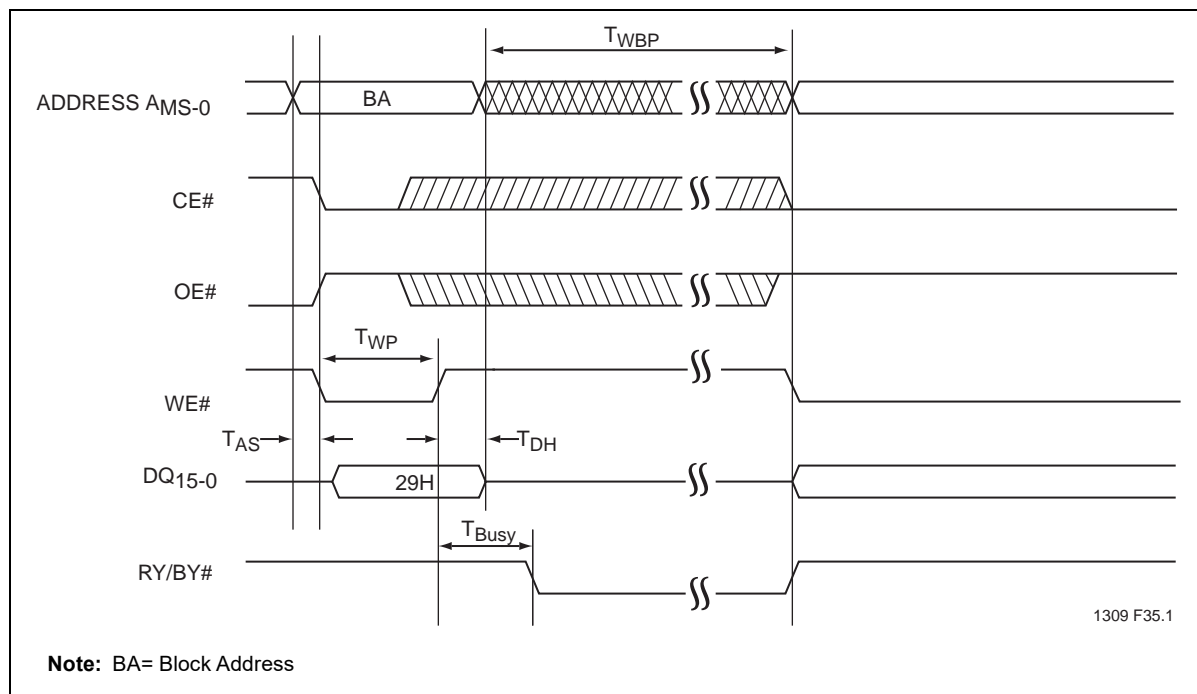 TWBP
ADDRESS AMS-0
BA
CE#
OE#
TWP
WE#
TAS
TDH
DQ15-0
29H
TBusy
RY/BY#
1309 F35.1
Note: BA= Block Address